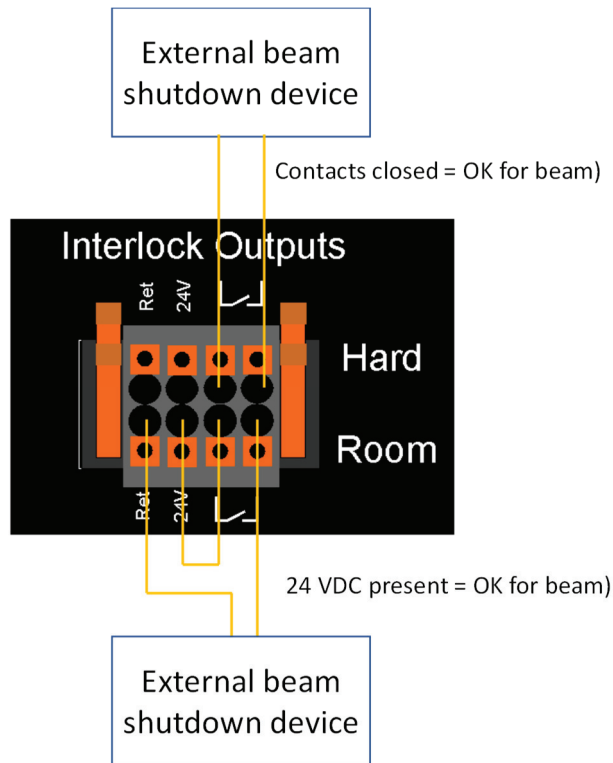 External beam
shutdown device
Contacts closed = OK for beam)
Interlock Outputs
Ret
24V
Hard
Room
Ret
24V
24 VDC present = OK for beam)
External beam
shutdown device